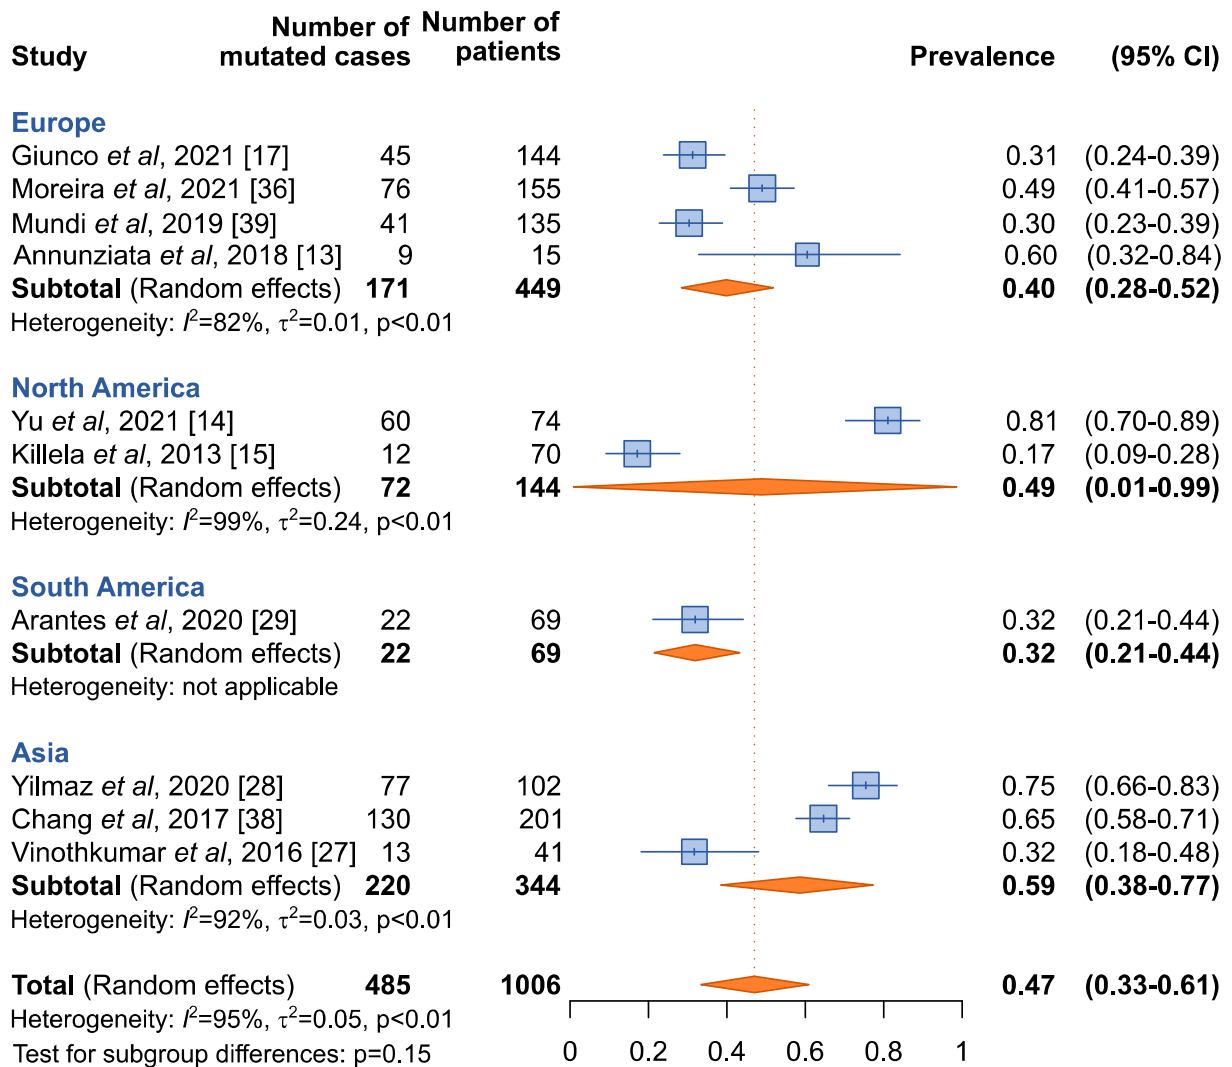 Study Number of mutated cases Number of patients Prevalence (95% CI)
Europe
Giunco et al, 2021 [17] 45 144 0.31 (0.24-0.39)
Moreira et al, 2021 [36] 76 155 0.49 (0.41-0.57)
Mundi et al, 2019 [39] 41 135 0.30 (0.23-0.39)
Annunziata et al, 2018 [13] 9 15 0.60 (0.32-0.84)
Subtotal (Random effects) 171 449 0.40 (0.28-0.52)
Heterogeneity: I²=82%, τ²=0.01, p<0.01
North America
Yu et al, 2021 [14] 60 74 0.81 (0.70-0.89)
Killela et al, 2013 [15] 12 70 0.17 (0.09-0.28)
Subtotal (Random effects) 72 144 0.49 (0.01-0.99)
Heterogeneity: I²=99%, τ²=0.24, p<0.01
South America
Arantes et al, 2020 [29] 22 69 0.32 (0.21-0.44)
Subtotal (Random effects) 22 69 0.32 (0.21-0.44)
Heterogeneity: not applicable
Asia
Yilmaz et al, 2020 [28] 77 102 0.75 (0.66-0.83)
Chang et al, 2017 [38] 130 201 0.65 (0.58-0.71)
Vinothkumar et al, 2016 [27] 13 41 0.32 (0.18-0.48)
Subtotal (Random effects) 220 344 0.59 (0.38-0.77)
Heterogeneity: I²=92%, τ²=0.03, p<0.01
Total (Random effects) 485 1006 0.47 (0.33-0.61)
Heterogeneity: I²=95%, τ²=0.05, p<0.01
Test for subgroup differences: p=0.15
0 0.2 0.4 0.6 0.8 1